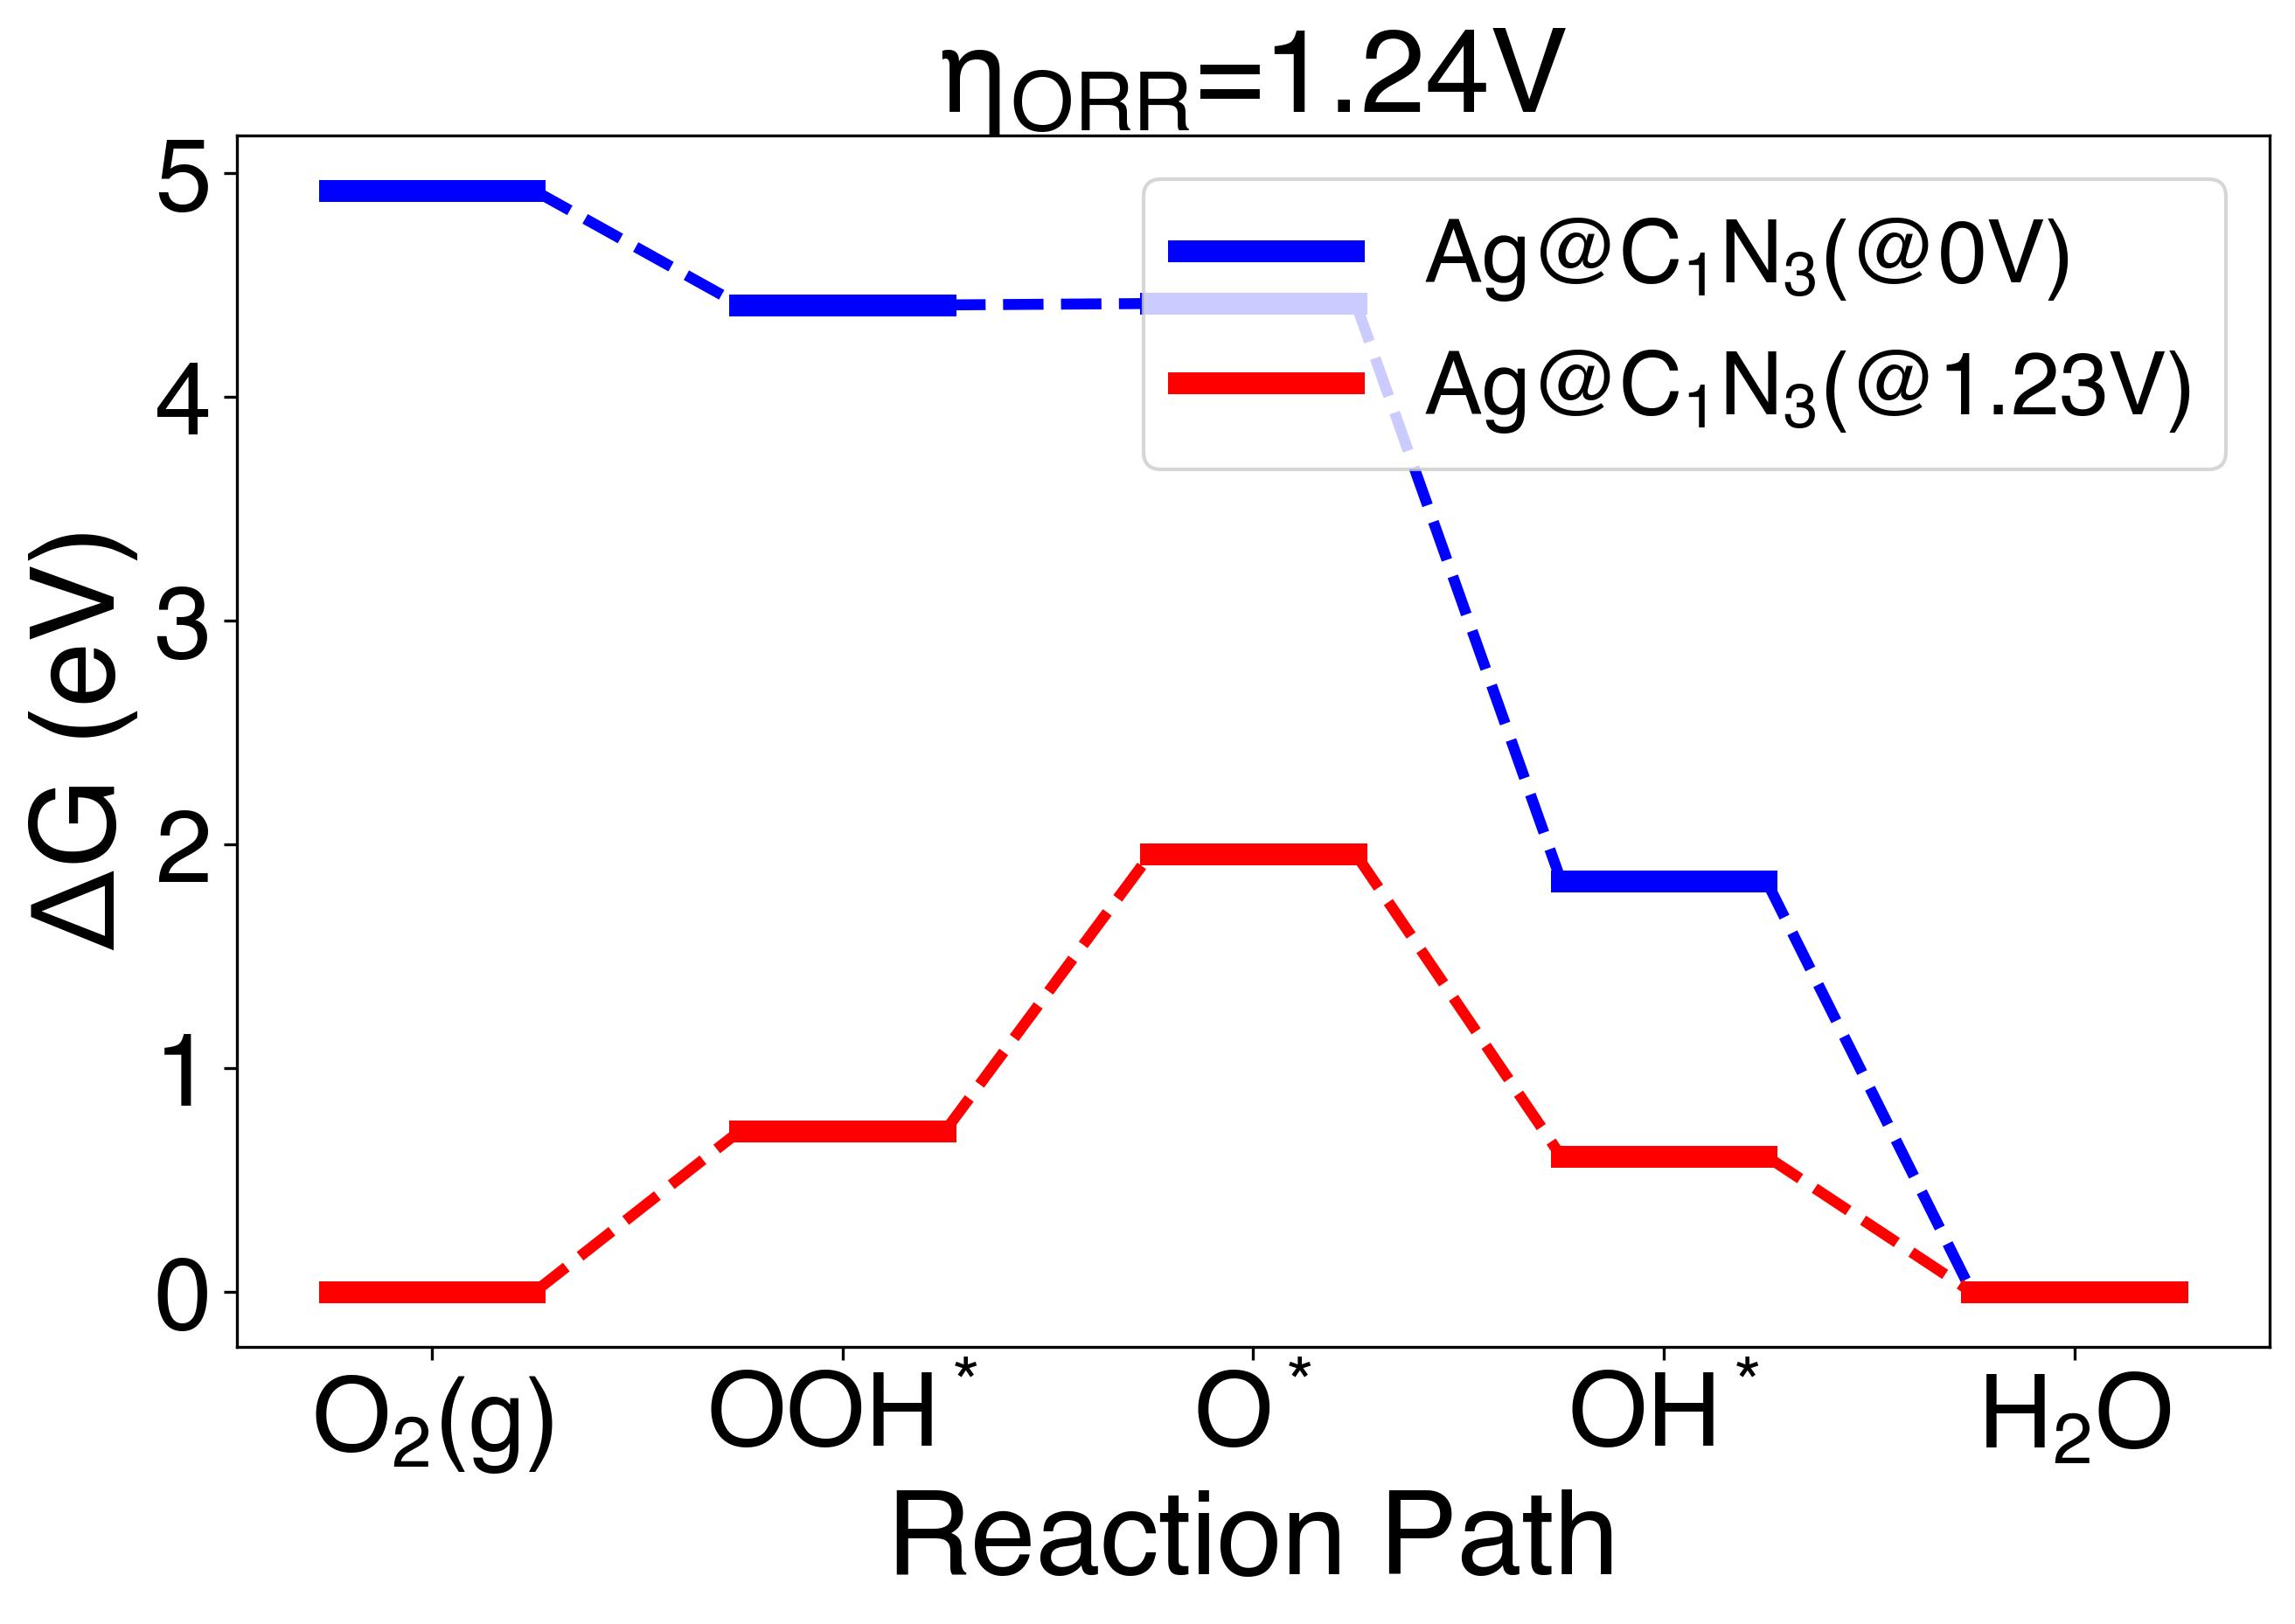 η_ORR=1.24V
Ag@C₁N₃(@0V)
Ag@C₁N₃(@1.23V)
ΔG (eV)
5
4
3
2
1
0
O₂(g) OOH* O* OH* H₂O
Reaction Path